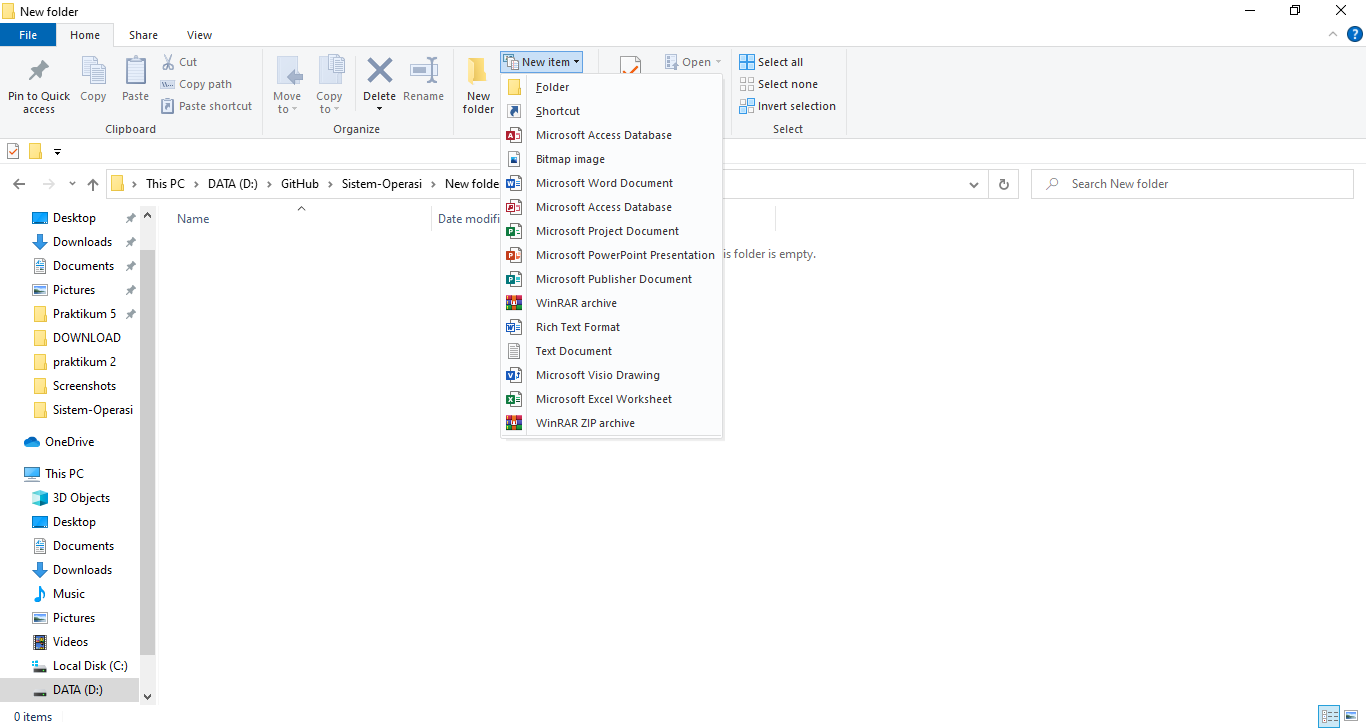 New folder
File Home Share View
Pin to Quick access
Copy
Paste
Cut
Copy path
Paste shortcut
Clipboard
Move to
Copy to
Delete
Rename
Organize
New folder
New item
Open
Select all
Select none
Invert selection
Select
Folder
Shortcut
Microsoft Access Database
Bitmap image
Microsoft Word Document
Microsoft Access Database
Microsoft Project Document
Microsoft PowerPoint Presentation
Microsoft Publisher Document
WinRAR archive
Rich Text Format
Text Document
Microsoft Visio Drawing
Microsoft Excel Worksheet
WinRAR ZIP archive
This PC › DATA (D:) › GitHub › Sistem-Operasi › New folde
Search New folder
Name
Date modifi
is folder is empty.
Desktop
Downloads
Documents
Pictures
Praktikum 5
DOWNLOAD
praktikum 2
Screenshots
Sistem-Operasi
OneDrive
This PC
3D Objects
Desktop
Documents
Downloads
Music
Pictures
Videos
Local Disk (C:)
DATA (D:)
0 items